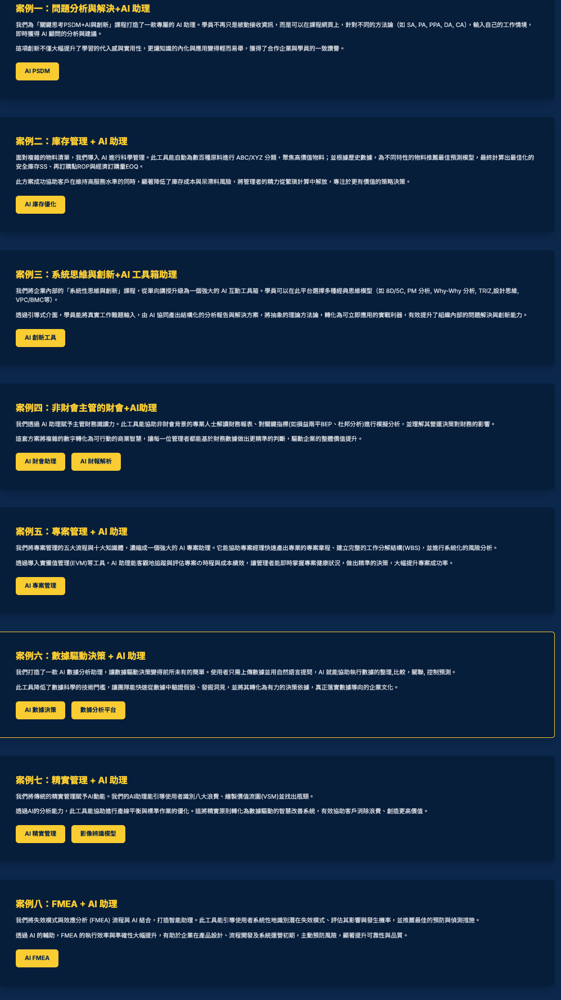 案例一：問題分析與解決+AI 助理
我們為「關鍵思考PSDM+AI與創新」課程打造了一款專屬的 AI 助理。學員不再只是被動接收資訊，而是可以在課程網頁上，針對不同的方法論（如 SA, PA, PPA, DA, CA），輸入自己的工作情境，
即時獲得 AI 顧問的分析與建議。
這項創新不僅大幅提升了學習的代入感與實用性，更讓知識的內化與應用變得輕而易舉，獲得了合作企業與學員的一致讚譽。
AI PSDM
案例二：庫存管理 + AI 助理
面對複雜的物料清單，我們導入 AI 進行科學管理。此工具能自動為數百種原料進行 ABC/XYZ 分類，聚焦高價值物料；並根據歷史數據，為不同特性的物料推薦最佳預測模型，最終計算出最佳化的
安全庫存SS、再訂購點ROP與經濟訂購量EOQ。
此方案成功協助客戶在維持高服務水準的同時，顯著降低了庫存成本與呆滯料風險，將管理者的精力從繁瑣計算中解放，專注於更有價值的策略決策。
AI 庫存優化
案例三：系統思維與創新+AI 工具箱助理
我們將企業內部的「系統性思維與創新」課程，從單向講授升級為一個強大的 AI 互動工具箱。學員可以在此平台選擇多種經典思維模型（如 8D/5C, PM 分析, Why-Why 分析, TRIZ,設計思維,
VPC/BMC等）。
透過引導式介面，學員能將真實工作難題輸入，由 AI 協同產出結構化的分析報告與解決方案，將抽象的理論方法論，轉化為可立即應用的實戰利器，有效提升了組織內部的問題解決與創新能力。
AI 創新工具
案例四：非財會主管的財會+AI助理
我們透過 AI 助理賦予主管財務識讀力。此工具能協助非財會背景的專業人士解讀財務報表、對關鍵指標(如損益兩平BEP、杜邦分析)進行模擬分析，並理解其營運決策對財務的影響。
這套方案將複雜的數字轉化為可行動的商業智慧，讓每一位管理者都能基於財務數據做出更精準的判斷，驅動企業的整體價值提升。
AI 財會助理 AI 財報解析
案例五：專案管理 + AI 助理
我們將專案管理的五大流程與十大知識體，濃縮成一個強大的 AI 專案助理。它能協助專案經理快速產出專業的專案章程、建立完整的工作分解結構(WBS)，並進行系統化的風險分析。
透過導入實獲值管理(EVM)等工具，AI 助理能客觀地追蹤與評估專案の時程與成本績效，讓管理者能即時掌握專案健康狀況，做出精準的決策，大幅提升專案成功率。
AI 專案管理
案例六：數據驅動決策 + AI 助理
我們打造了一款 AI 數據分析助理，讓數據驅動決策變得前所未有的簡單。使用者只需上傳數據並用自然語言提問，AI 就能協助執行數據的整理,比較，關聯, 控制預測。
此工具降低了數據科學的技術門檻，讓團隊能快速從數據中驗證假設、發掘洞見，並將其轉化為有力的決策依據，真正落實數據導向的企業文化。
AI 數據決策 數據分析平台
案例七：精實管理 + AI 助理
我們將傳統的精實管理賦予AI動能。我們的AI助理能引導使用者識別八大浪費、繪製價值流圖(VSM)並找出瓶頸。
透過AI的分析能力，此工具能協助進行產線平衡與標準作業的優化。這將精實原則轉化為數據驅動的智慧改善系統，有效協助客戶消除浪費、創造更高價值。
AI 精實管理 影像辨識模型
案例八：FMEA + AI 助理
我們將失效模式與效應分析 (FMEA) 流程與 AI 結合，打造智能助理。此工具能引導使用者系統性地識別潛在失效模式、評估其影響與發生機率，並推薦最佳的預防與偵測措施。
透過 AI 的輔助，FMEA 的執行效率與準確性大幅提升，有助於企業在產品設計、流程開發及系統運營初期，主動預防風險，顯著提升可靠性與品質。
AI FMEA